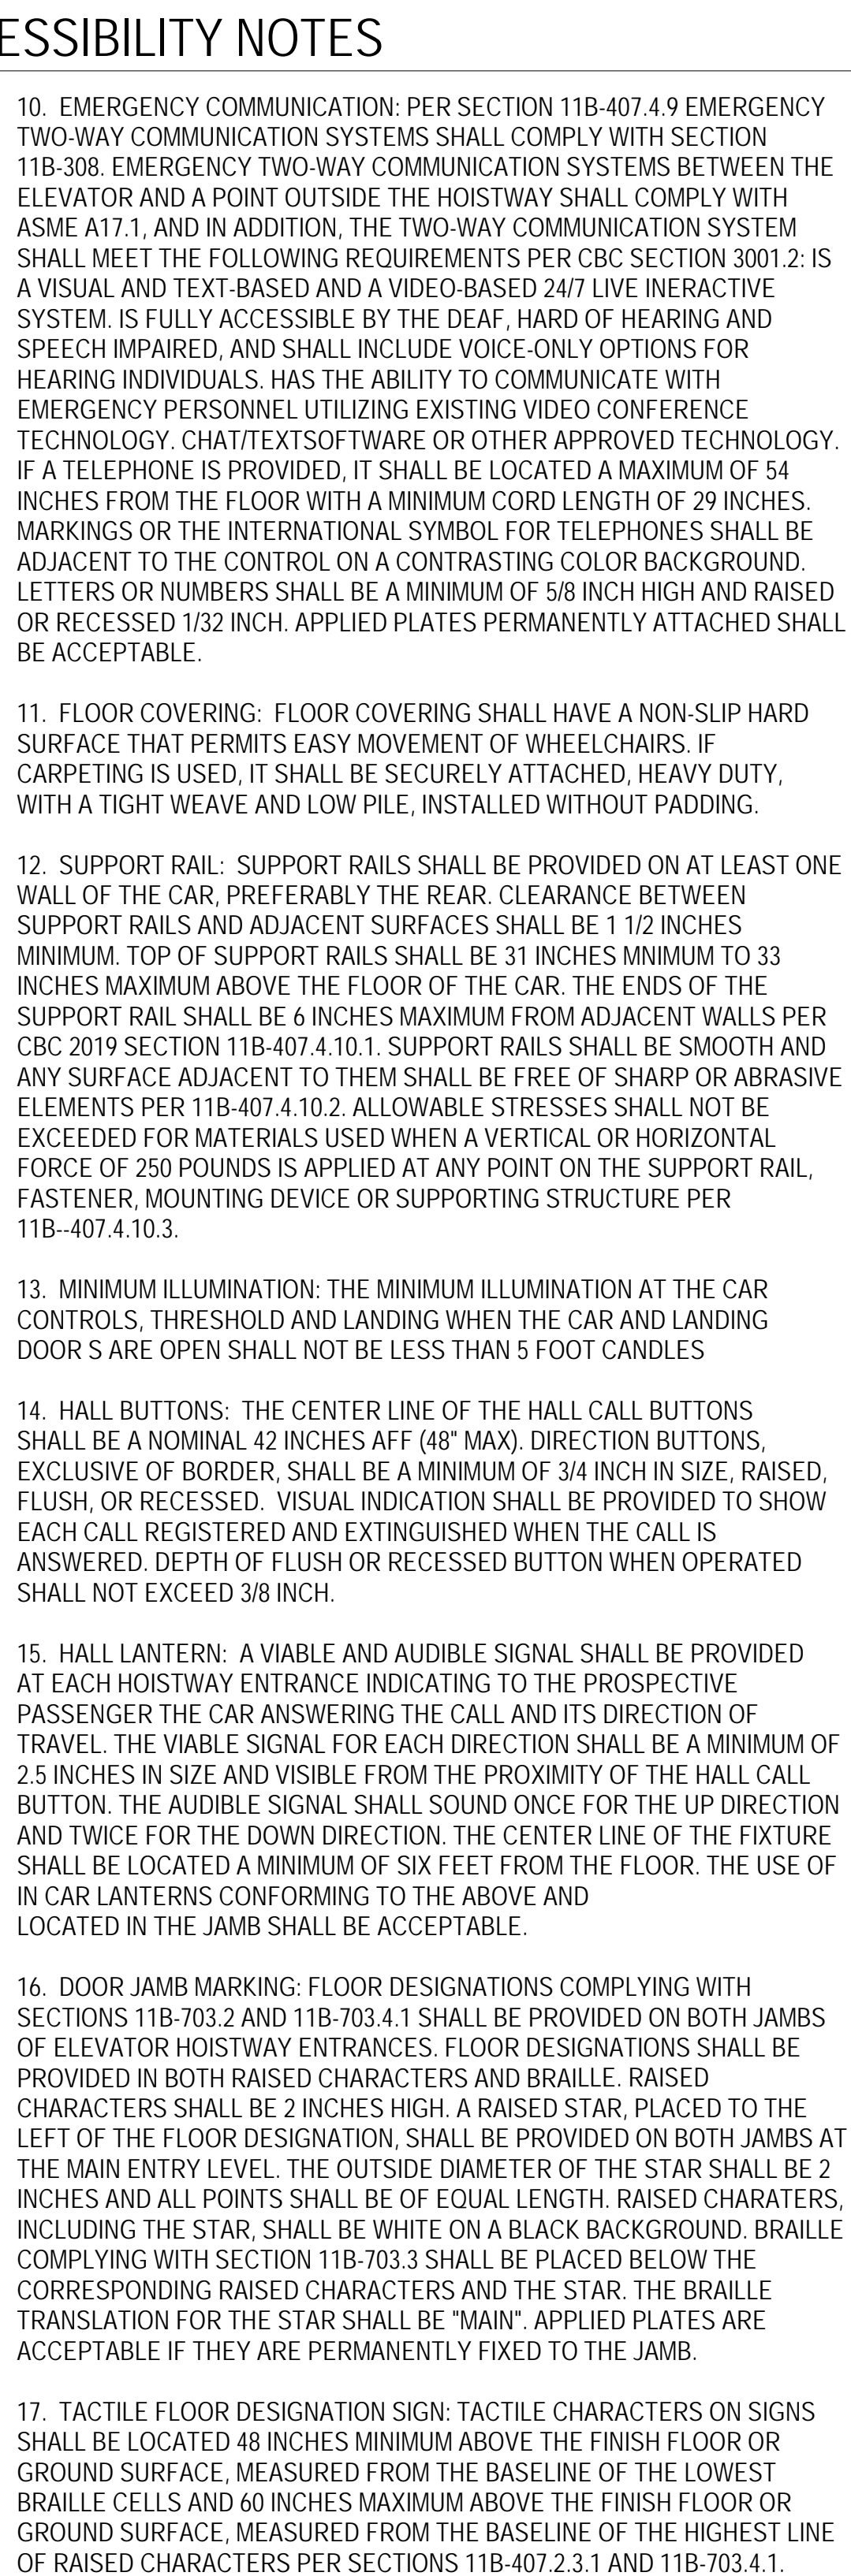 ESSIBILITY NOTES
10. EMERGENCY COMMUNICATION: PER SECTION 11B-407.4.9 EMERGENCY
TWO-WAY COMMUNICATION SYSTEMS SHALL COMPLY WITH SECTION
11B-308. EMERGENCY TWO-WAY COMMUNICATION SYSTEMS BETWEEN THE
ELEVATOR AND A POINT OUTSIDE THE HOISTWAY SHALL COMPLY WITH
ASME A17.1, AND IN ADDITION, THE TWO-WAY COMMUNICATION SYSTEM
SHALL MEET THE FOLLOWING REQUIREMENTS PER CBC SECTION 3001.2: IS
A VISUAL AND TEXT-BASED AND A VIDEO-BASED 24/7 LIVE INERACTIVE
SYSTEM. IS FULLY ACCESSIBLE BY THE DEAF, HARD OF HEARING AND
SPEECH IMPAIRED, AND SHALL INCLUDE VOICE-ONLY OPTIONS FOR
HEARING INDIVIDUALS. HAS THE ABILITY TO COMMUNICATE WITH
EMERGENCY PERSONNEL UTILIZING EXISTING VIDEO CONFERENCE
TECHNOLOGY. CHAT/TEXTSOFTWARE OR OTHER APPROVED TECHNOLOGY.
IF A TELEPHONE IS PROVIDED, IT SHALL BE LOCATED A MAXIMUM OF 54
INCHES FROM THE FLOOR WITH A MINIMUM CORD LENGTH OF 29 INCHES.
MARKINGS OR THE INTERNATIONAL SYMBOL FOR TELEPHONES SHALL BE
ADJACENT TO THE CONTROL ON A CONTRASTING COLOR BACKGROUND.
LETTERS OR NUMBERS SHALL BE A MINIMUM OF 5/8 INCH HIGH AND RAISED
OR RECESSED 1/32 INCH. APPLIED PLATES PERMANENTLY ATTACHED SHALL
BE ACCEPTABLE.
11. FLOOR COVERING: FLOOR COVERING SHALL HAVE A NON-SLIP HARD
SURFACE THAT PERMITS EASY MOVEMENT OF WHEELCHAIRS. IF
CARPETING IS USED, IT SHALL BE SECURELY ATTACHED, HEAVY DUTY,
WITH A TIGHT WEAVE AND LOW PILE, INSTALLED WITHOUT PADDING.
12. SUPPORT RAIL: SUPPORT RAILS SHALL BE PROVIDED ON AT LEAST ONE
WALL OF THE CAR, PREFERABLY THE REAR. CLEARANCE BETWEEN
SUPPORT RAILS AND ADJACENT SURFACES SHALL BE 1 1/2 INCHES
MINIMUM. TOP OF SUPPORT RAILS SHALL BE 31 INCHES MNIMUM TO 33
INCHES MAXIMUM ABOVE THE FLOOR OF THE CAR. THE ENDS OF THE
SUPPORT RAIL SHALL BE 6 INCHES MAXIMUM FROM ADJACENT WALLS PER
CBC 2019 SECTION 11B-407.4.10.1. SUPPORT RAILS SHALL BE SMOOTH AND
ANY SURFACE ADJACENT TO THEM SHALL BE FREE OF SHARP OR ABRASIVE
ELEMENTS PER 11B-407.4.10.2. ALLOWABLE STRESSES SHALL NOT BE
EXCEEDED FOR MATERIALS USED WHEN A VERTICAL OR HORIZONTAL
FORCE OF 250 POUNDS IS APPLIED AT ANY POINT ON THE SUPPORT RAIL,
FASTENER, MOUNTING DEVICE OR SUPPORTING STRUCTURE PER
11B--407.4.10.3.
13. MINIMUM ILLUMINATION: THE MINIMUM ILLUMINATION AT THE CAR
CONTROLS, THRESHOLD AND LANDING WHEN THE CAR AND LANDING
DOOR S ARE OPEN SHALL NOT BE LESS THAN 5 FOOT CANDLES
14. HALL BUTTONS: THE CENTER LINE OF THE HALL CALL BUTTONS
SHALL BE A NOMINAL 42 INCHES AFF (48" MAX). DIRECTION BUTTONS,
EXCLUSIVE OF BORDER, SHALL BE A MINIMUM OF 3/4 INCH IN SIZE, RAISED,
FLUSH, OR RECESSED. VISUAL INDICATION SHALL BE PROVIDED TO SHOW
EACH CALL REGISTERED AND EXTINGUISHED WHEN THE CALL IS
ANSWERED. DEPTH OF FLUSH OR RECESSED BUTTON WHEN OPERATED
SHALL NOT EXCEED 3/8 INCH.
15. HALL LANTERN: A VIABLE AND AUDIBLE SIGNAL SHALL BE PROVIDED
AT EACH HOISTWAY ENTRANCE INDICATING TO THE PROSPECTIVE
PASSENGER THE CAR ANSWERING THE CALL AND ITS DIRECTION OF
TRAVEL. THE VIABLE SIGNAL FOR EACH DIRECTION SHALL BE A MINIMUM OF
2.5 INCHES IN SIZE AND VISIBLE FROM THE PROXIMITY OF THE HALL CALL
BUTTON. THE AUDIBLE SIGNAL SHALL SOUND ONCE FOR THE UP DIRECTION
AND TWICE FOR THE DOWN DIRECTION. THE CENTER LINE OF THE FIXTURE
SHALL BE LOCATED A MINIMUM OF SIX FEET FROM THE FLOOR. THE USE OF
IN CAR LANTERNS CONFORMING TO THE ABOVE AND
LOCATED IN THE JAMB SHALL BE ACCEPTABLE.
16. DOOR JAMB MARKING: FLOOR DESIGNATIONS COMPLYING WITH
SECTIONS 11B-703.2 AND 11B-703.4.1 SHALL BE PROVIDED ON BOTH JAMBS
OF ELEVATOR HOISTWAY ENTRANCES. FLOOR DESIGNATIONS SHALL BE
PROVIDED IN BOTH RAISED CHARACTERS AND BRAILLE. RAISED
CHARACTERS SHALL BE 2 INCHES HIGH. A RAISED STAR, PLACED TO THE
LEFT OF THE FLOOR DESIGNATION, SHALL BE PROVIDED ON BOTH JAMBS AT
THE MAIN ENTRY LEVEL. THE OUTSIDE DIAMETER OF THE STAR SHALL BE 2
INCHES AND ALL POINTS SHALL BE OF EQUAL LENGTH. RAISED CHARATERS,
INCLUDING THE STAR, SHALL BE WHITE ON A BLACK BACKGROUND. BRAILLE
COMPLYING WITH SECTION 11B-703.3 SHALL BE PLACED BELOW THE
CORRESPONDING RAISED CHARACTERS AND THE STAR. THE BRAILLE
TRANSLATION FOR THE STAR SHALL BE "MAIN". APPLIED PLATES ARE
ACCEPTABLE IF THEY ARE PERMANENTLY FIXED TO THE JAMB.
17. TACTILE FLOOR DESIGNATION SIGN: TACTILE CHARACTERS ON SIGNS
SHALL BE LOCATED 48 INCHES MINIMUM ABOVE THE FINISH FLOOR OR
GROUND SURFACE, MEASURED FROM THE BASELINE OF THE LOWEST
BRAILLE CELLS AND 60 INCHES MAXIMUM ABOVE THE FINISH FLOOR OR
GROUND SURFACE, MEASURED FROM THE BASELINE OF THE HIGHEST LINE
OF RAISED CHARACTERS PER SECTIONS 11B-407.2.3.1 AND 11B-703.4.1.